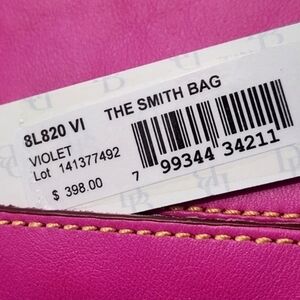 THE SMITH BAG
8L820 VI
VIOLET
Lot 141377492
$ 398.00
7 99344 34211